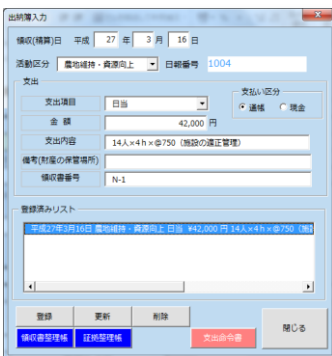 出納簿入力
領収(精算)日 平成 27 年 3 月 16 日
活動区分 農地維持・資源向上 日報番号 1004
支出
支払い区分
支出項目 日当
通帳 現金
金 額 42,000 円
支出内容 14人×4ｈ×@750（施設の適正管理）
備考(財産の保管場所)
領収書番号 N-1
登録済みリスト
平成27年3月16日 農地維持・資源向上 日当 ¥42,000 円 14人×4ｈ×@750（施
登録 更新 削除
領収書整理帳 証拠整理帳 支出命令書 閉じる